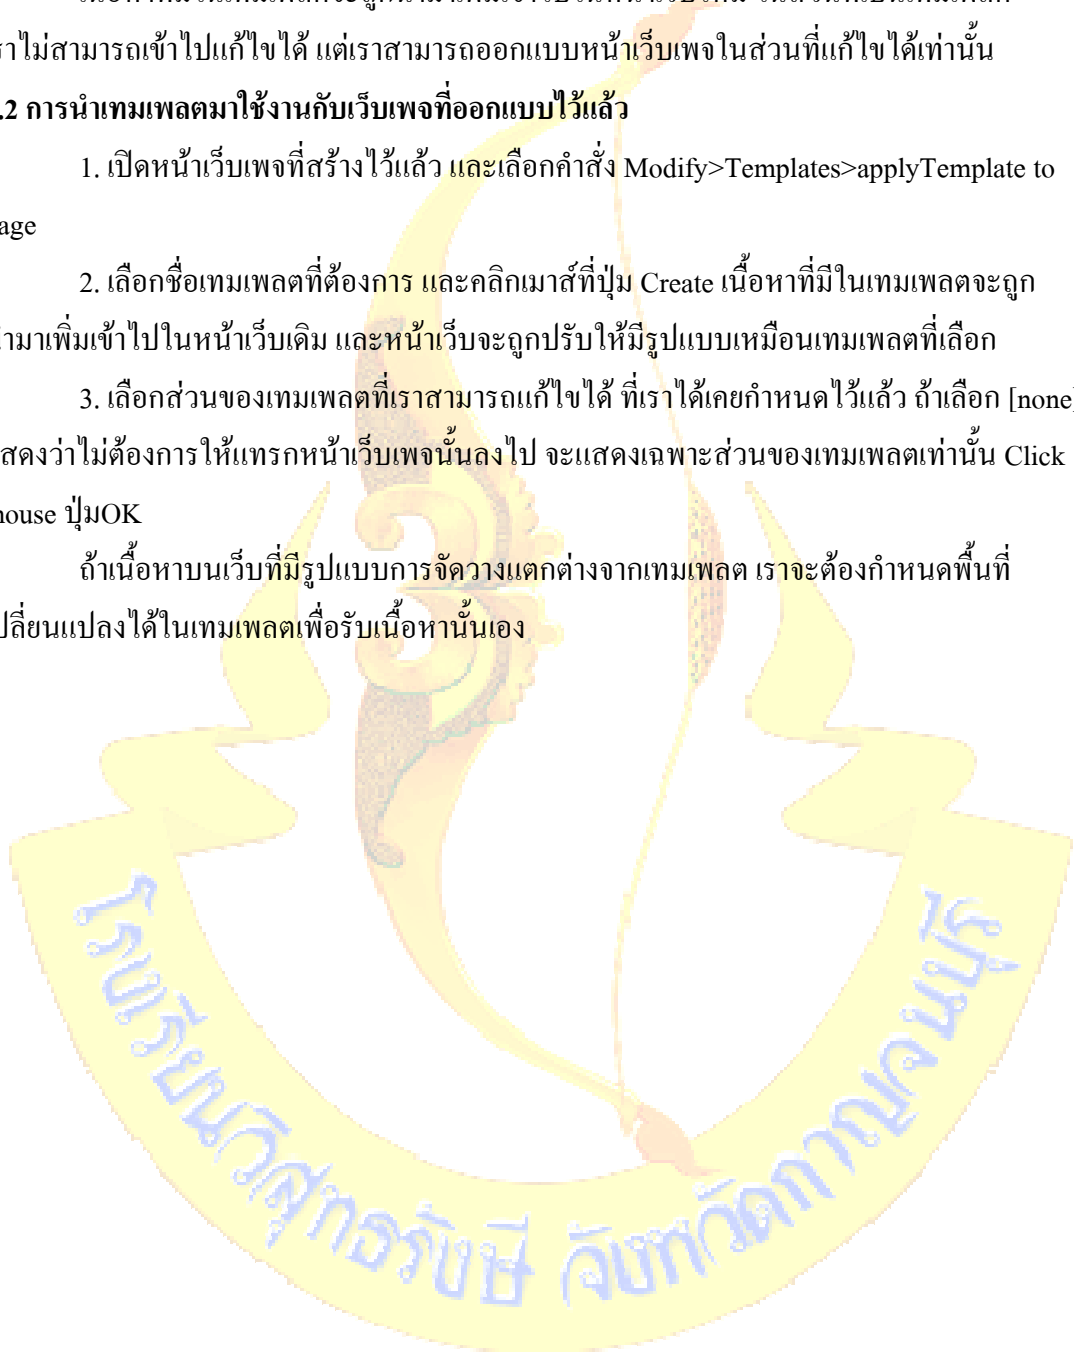 ราไม่สามารถเข้าไปแก้ไขได้ แต่เราสามารถออกแบบหน้าเว็บเพจในส่วนที่แก้ไขได้เท่านั้น
.2 การนำเทมเพลตมาใช้งานกับเว็บเพจที่ออกแบบไว้แล้ว
1. เปิดหน้าเว็บเพจที่สร้างไว้แล้ว และเลือกคำสั่ง Modify>Templates>applyTemplate to
age
2. เลือกชื่อเทมเพลตที่ต้องการ และคลิกเมาส์ที่ปุ่ม Create เนื้อหาที่มีในเทมเพลตจะถูก
ำมาเพิ่มเข้าไปในหน้าเว็บเดิม และหน้าเว็บจะถูกปรับให้มีรูปแบบเหมือนเทมเพลตที่เลือก
3. เลือกส่วนของเทมเพลตที่เราสามารถแก้ไขได้ ที่เราได้เคยกำหนดไว้แล้ว ถ้าเลือก [none]
สดงว่าไม่ต้องการให้แทรกหน้าเว็บเพจนั้นลงไป จะแสดงเฉพาะส่วนของเทมเพลตเท่านั้น Click
ouse ปุ่มOK
ถ้าเนื้อหาบนเว็บที่มีรูปแบบการจัดวางแตกต่างจากเทมเพลต เราจะต้องกำหนดพื้นที่
ปลี่ยนแปลงได้ในเทมเพลตเพื่อรับเนื้อหานั้นเอง
โรงเรียนวิสุทธรังษี จังหวัดกาญจนบุรี